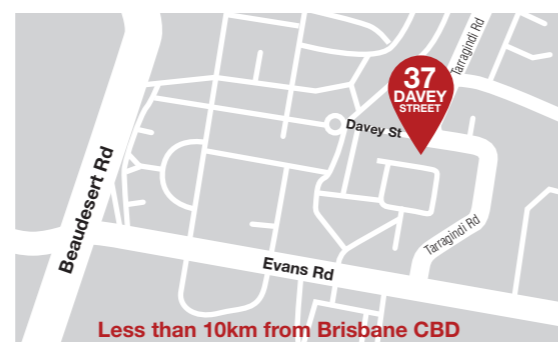 Tarragindi Rd
37
DAVEY
STREET
Davey St
Beaudesert Rd
Tarragindi Rd
Evans Rd
Less than 10km from Brisbane CBD